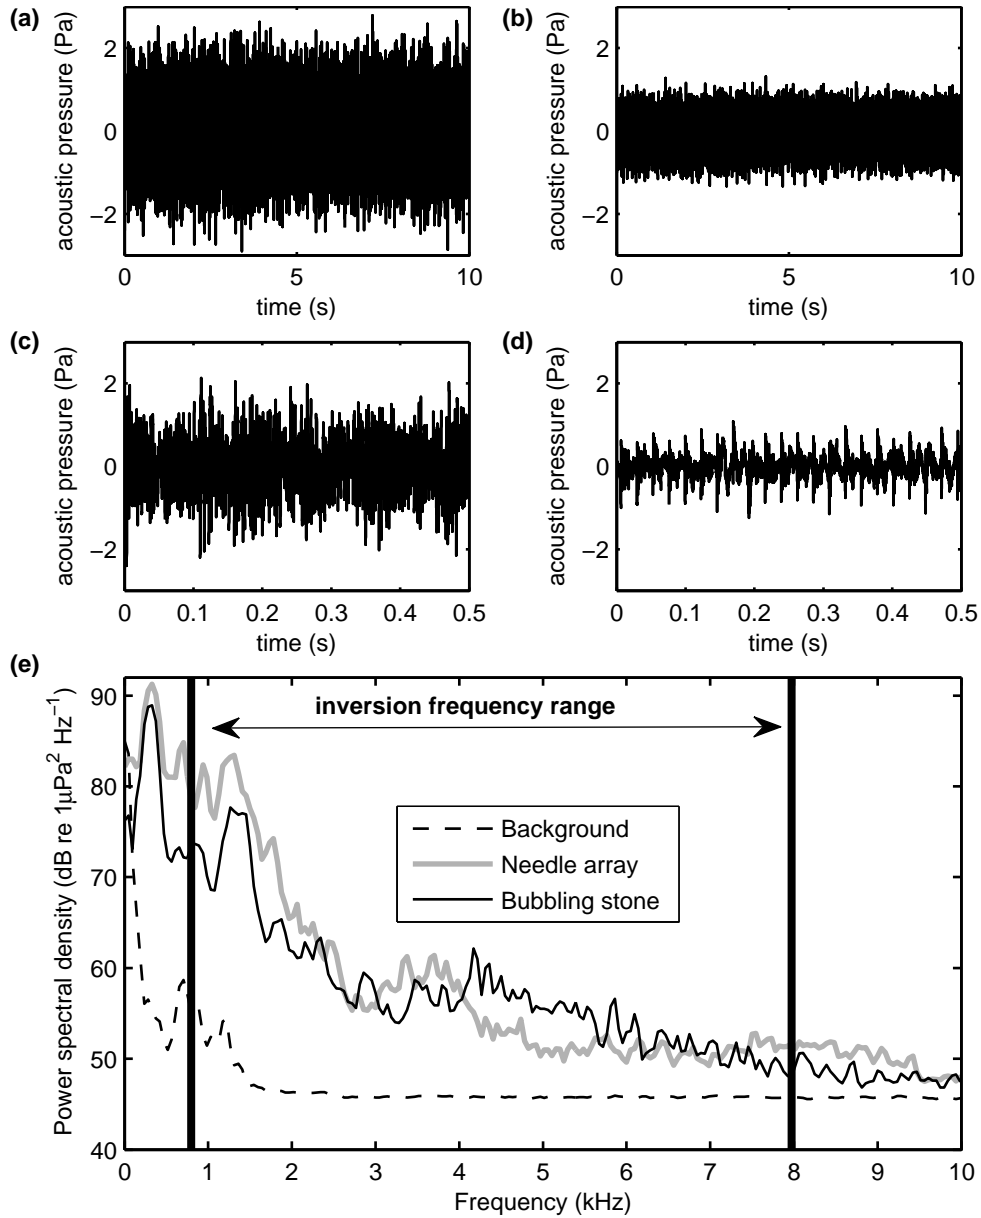 (a)
acoustic pressure (Pa)
2
0
−2
0 5 10
time (s)
(b)
acoustic pressure (Pa)
2
0
−2
0 5 10
time (s)
(c)
acoustic pressure (Pa)
2
0
−2
0 0.1 0.2 0.3 0.4 0.5
time (s)
(d)
acoustic pressure (Pa)
2
0
−2
0 0.1 0.2 0.3 0.4 0.5
time (s)
(e)
Power spectral density (dB re 1μPa² Hz⁻¹)
90
80
70
60
50
40
inversion frequency range
Background
Needle array
Bubbling stone
0 1 2 3 4 5 6 7 8 9 10
Frequency (kHz)